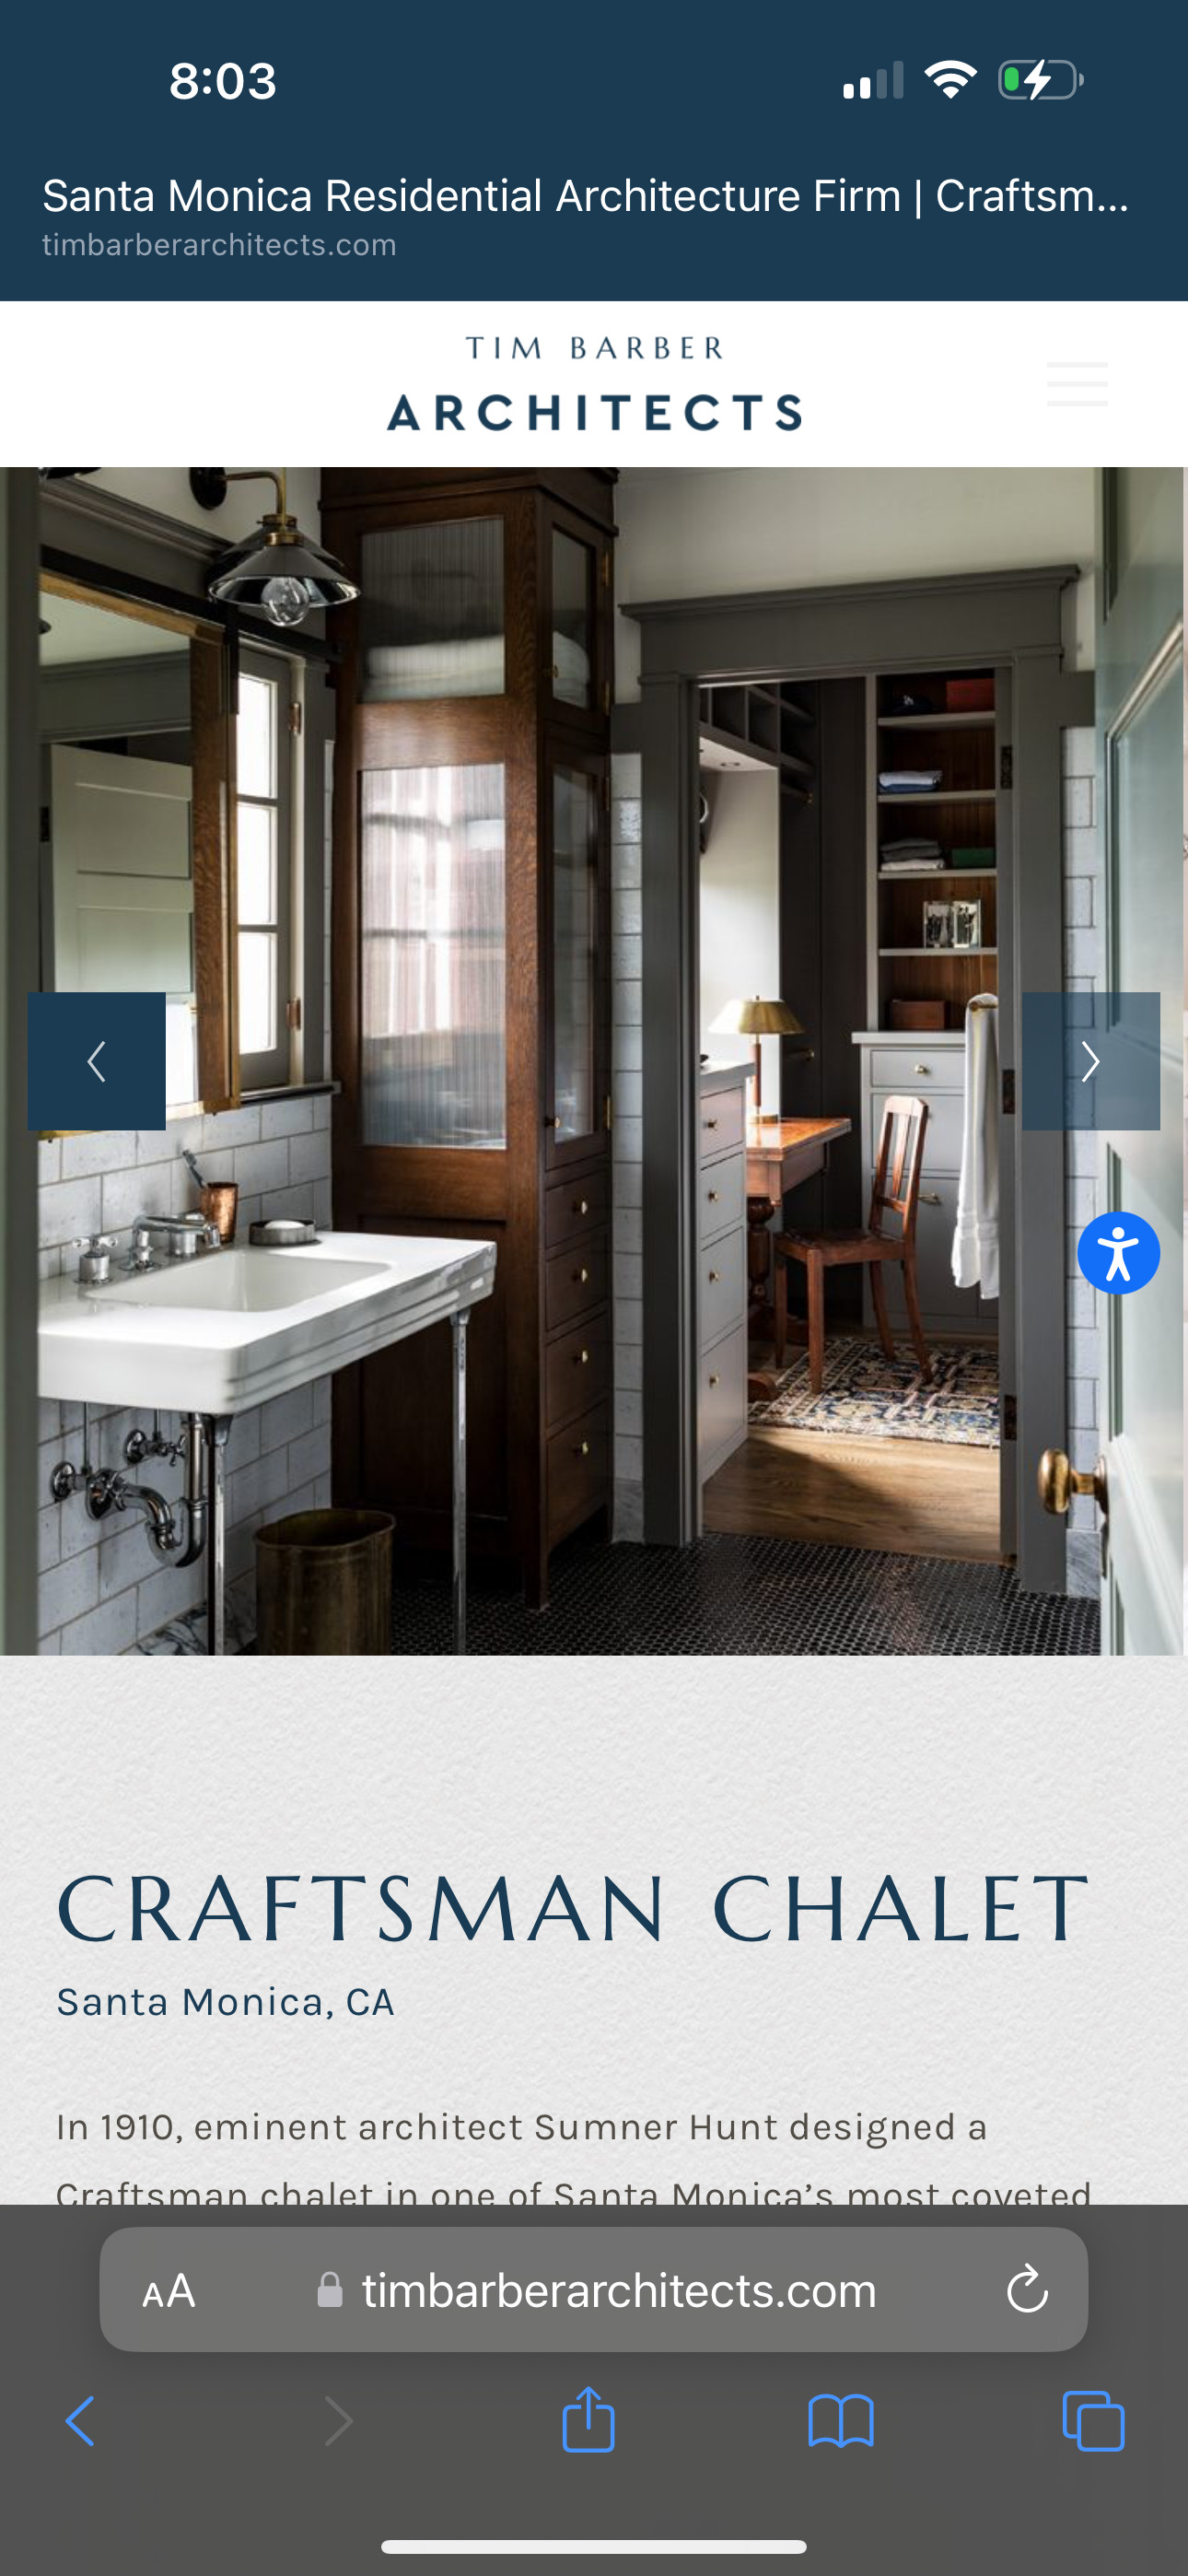 8:03
Santa Monica Residential Architecture Firm | Craftsm...
timbarberarchitects.com
TIM BARBER
ARCHITECTS
CRAFTSMAN CHALET
Santa Monica, CA
In 1910, eminent architect Sumner Hunt designed a
Craftsman chalet in one of Santa Monica’s most coveted
AA timbarberarchitects.com